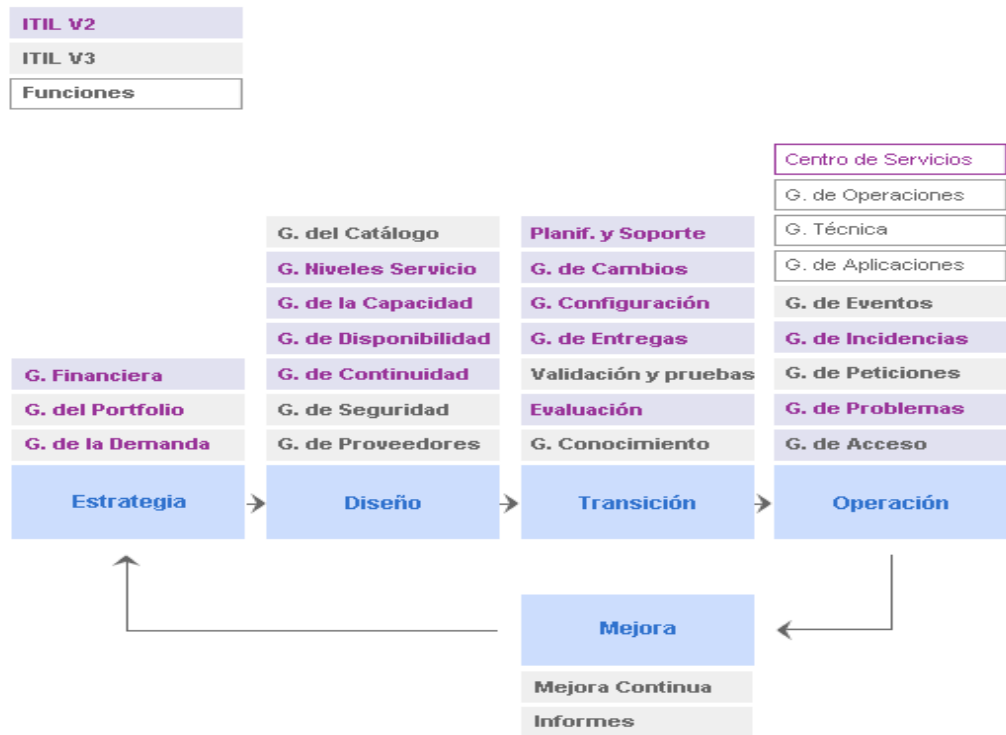 ITIL V2
ITIL V3
Funciones
G. Financiera
G. del Portfolio
G. de la Demanda
Estrategia
G. del Catálogo
G. Niveles Servicio
G. de la Capacidad
G. de Disponibilidad
G. de Continuidad
G. de Seguridad
G. de Proveedores
Diseño
Planif. y Soporte
G. de Cambios
G. Configuración
G. de Entregas
Validación y pruebas
Evaluación
G. Conocimiento
Transición
Centro de Servicios
G. de Operaciones
G. Técnica
G. de Aplicaciones
G. de Eventos
G. de Incidencias
G. de Peticiones
G. de Problemas
G. de Acceso
Operación
Mejora
Mejora Continua
Informes